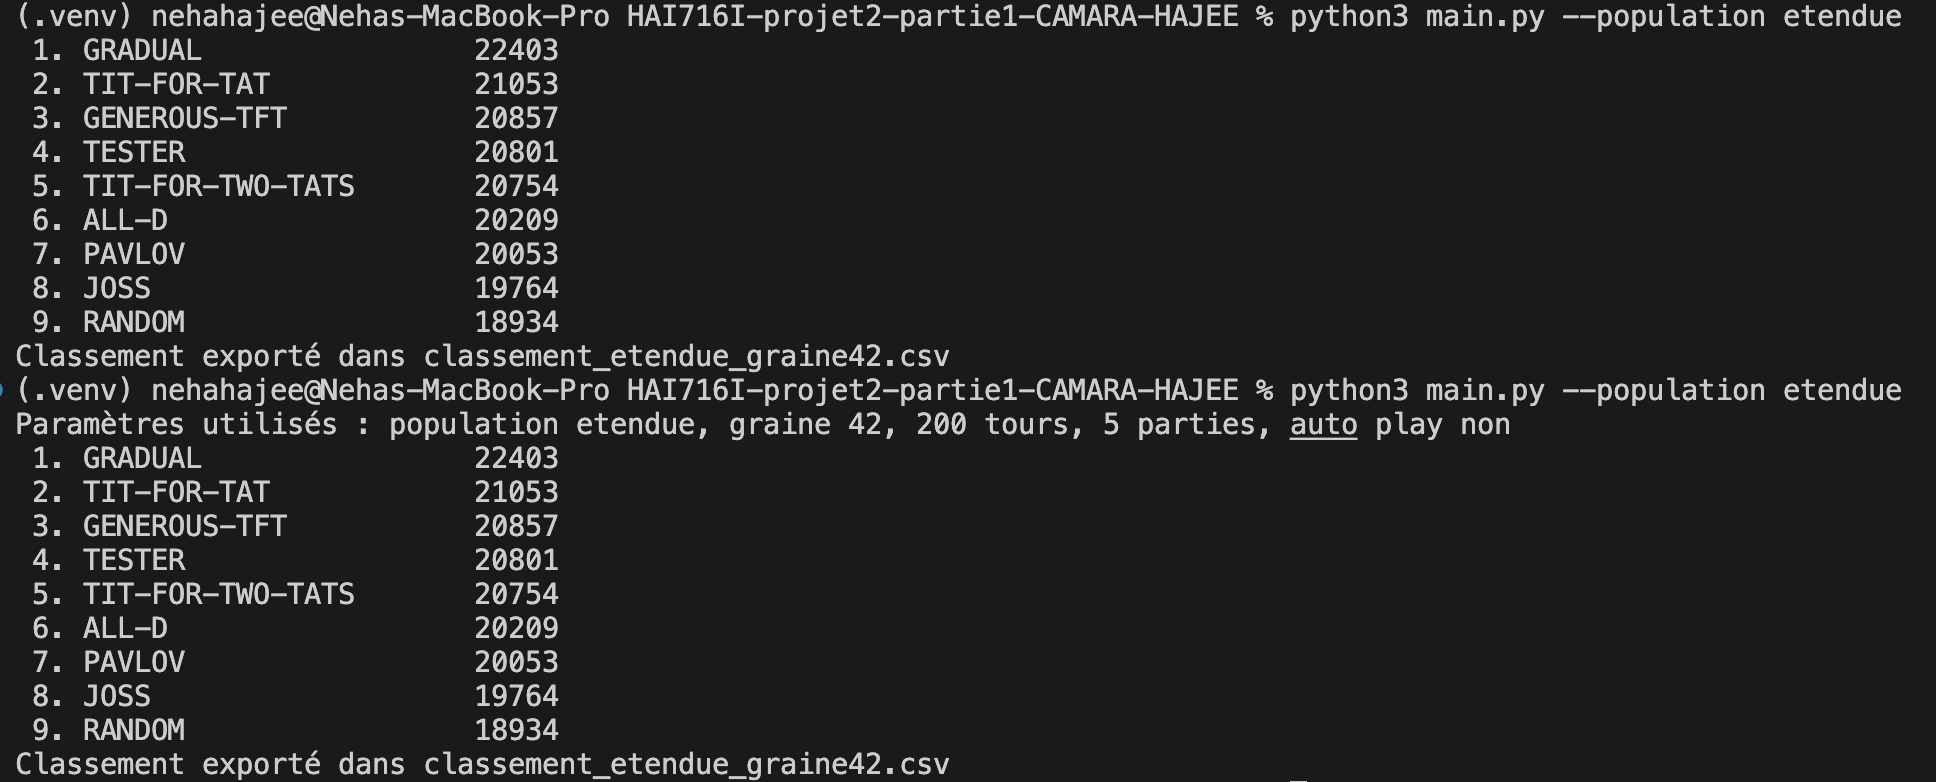 (.venv) nehahajee@Nehas-MacBook-Pro HAI716I-projet2-partie1-CAMARA-HAJEE % python3 main.py --population etendue
1. GRADUAL 22403
2. TIT-FOR-TAT 21053
3. GENEROUS-TFT 20857
4. TESTER 20801
5. TIT-FOR-TWO-TATS 20754
6. ALL-D 20209
7. PAVLOV 20053
8. JOSS 19764
9. RANDOM 18934
Classement exporté dans classement_etendue_graine42.csv
(.venv) nehahajee@Nehas-MacBook-Pro HAI716I-projet2-partie1-CAMARA-HAJEE % python3 main.py --population etendue
Paramètres utilisés : population etendue, graine 42, 200 tours, 5 parties, auto play non
1. GRADUAL 22403
2. TIT-FOR-TAT 21053
3. GENEROUS-TFT 20857
4. TESTER 20801
5. TIT-FOR-TWO-TATS 20754
6. ALL-D 20209
7. PAVLOV 20053
8. JOSS 19764
9. RANDOM 18934
Classement exporté dans classement_etendue_graine42.csv